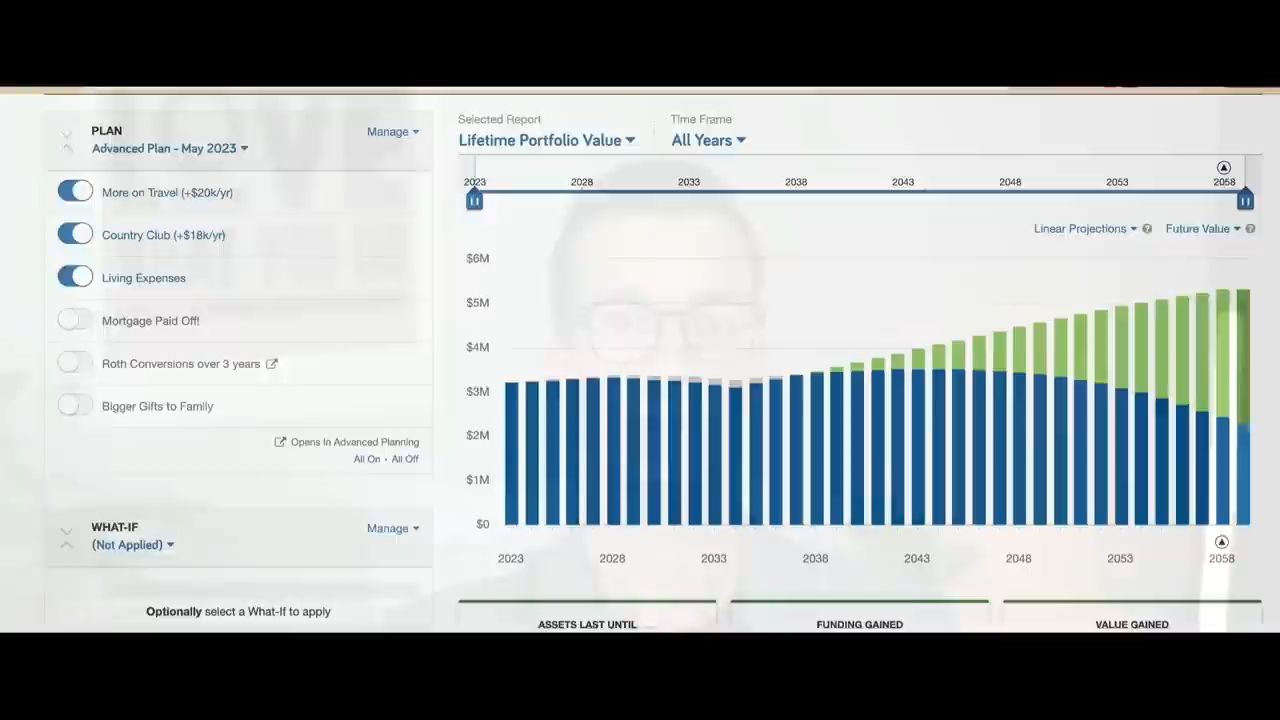 PLAN
Manage
Advanced Plan - May 2023
More on Travel (+$20k/yr)
Country Club (+$18k/yr)
Living Expenses
Mortgage Paid Off!
Roth Conversions over 3 years
Bigger Gifts to Family
Opens in Advanced Planning
All On - All Off
WHAT-IF
Manage
(Not Applied)
Optionally select a What-If to apply
Selected Report
Time Frame
Lifetime Portfolio Value
All Years
2023 2028 2033 2038 2043 2048 2053 2058
Linear Projections ? Future Value ?
$6M
$5M
$4M
$3M
$2M
$1M
$0
2023 2028 2033 2038 2043 2048 2053 2058
ASSETS LAST UNTIL FUNDING GAINED VALUE GAINED